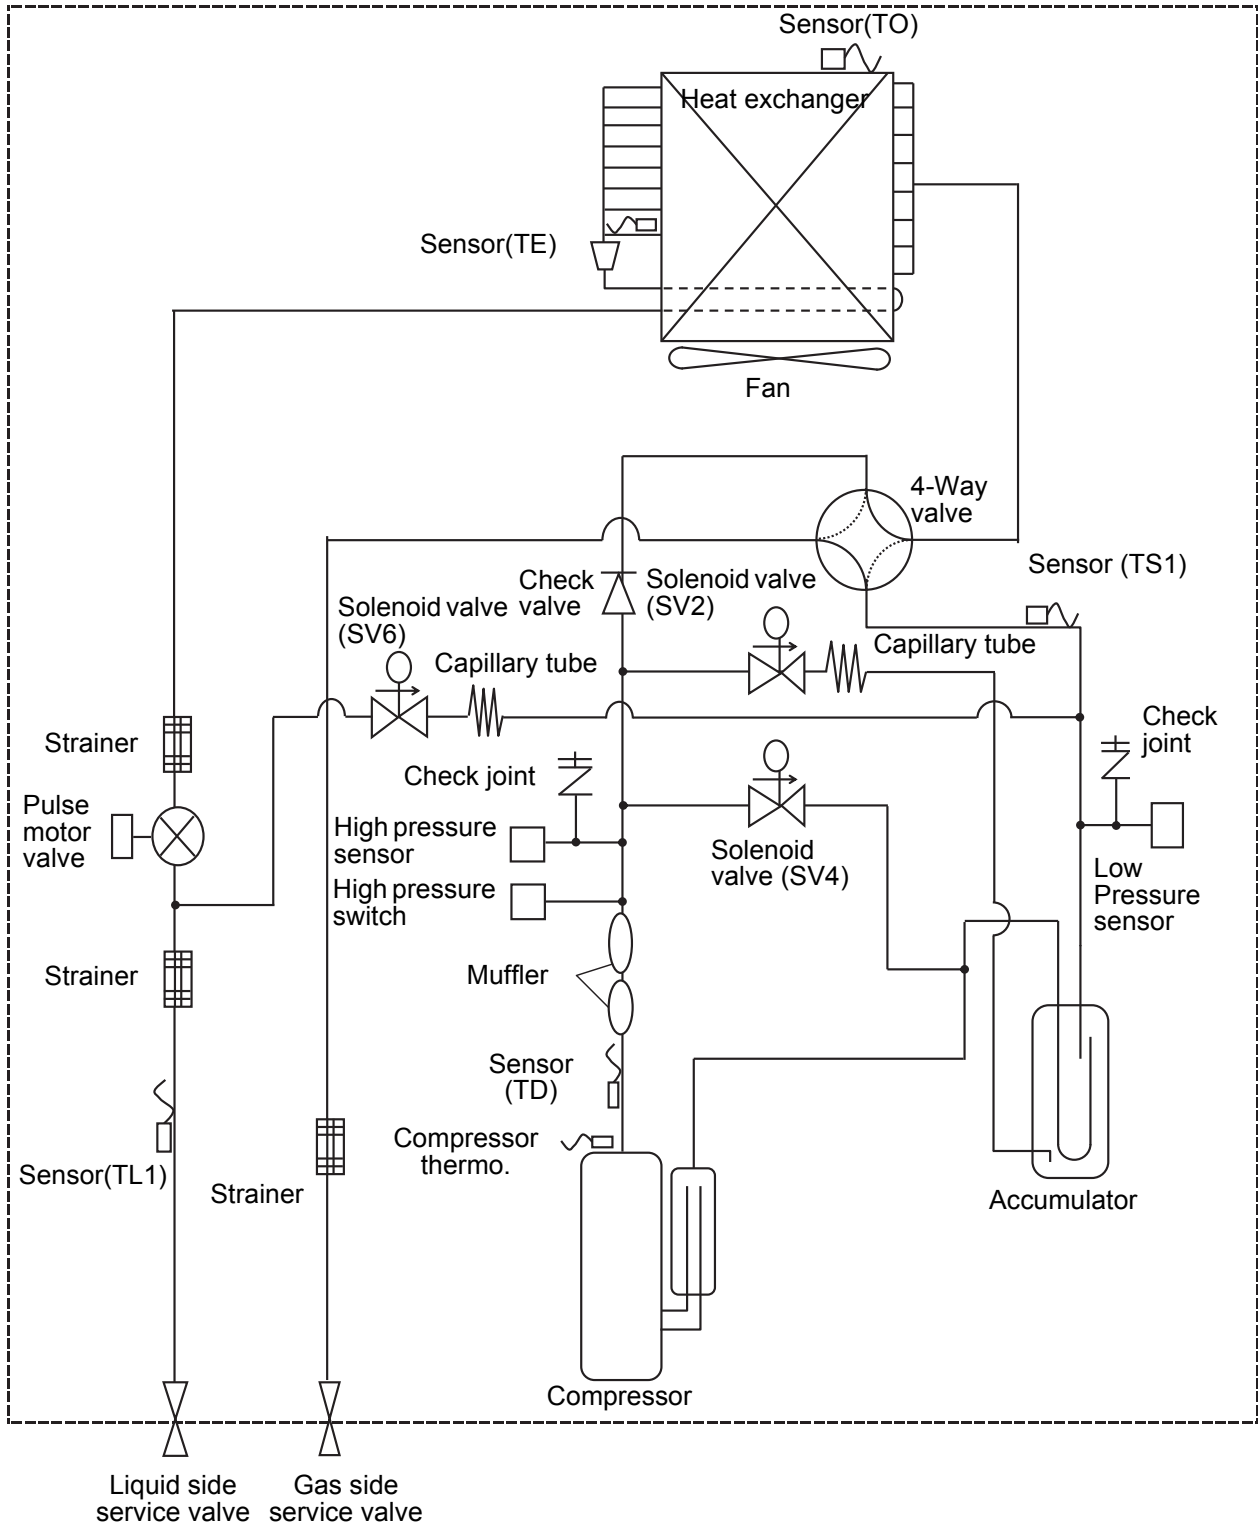 Sensor(TO)
Heat exchanger
Sensor(TE)
Fan
4-Way
valve
Sensor (TS1)
Check
valve
Solenoid valve
(SV2)
Solenoid valve
(SV6)
Capillary tube
Capillary tube
Strainer
Check joint
Check
joint
Pulse
motor
valve
High pressure
sensor
Solenoid
valve (SV4)
Low
Pressure
sensor
High pressure
switch
Strainer
Muffler
Sensor
(TD)
Compressor
thermo.
Sensor(TL1)
Strainer
Accumulator
Compressor
Liquid side
service valve
Gas side
service valve